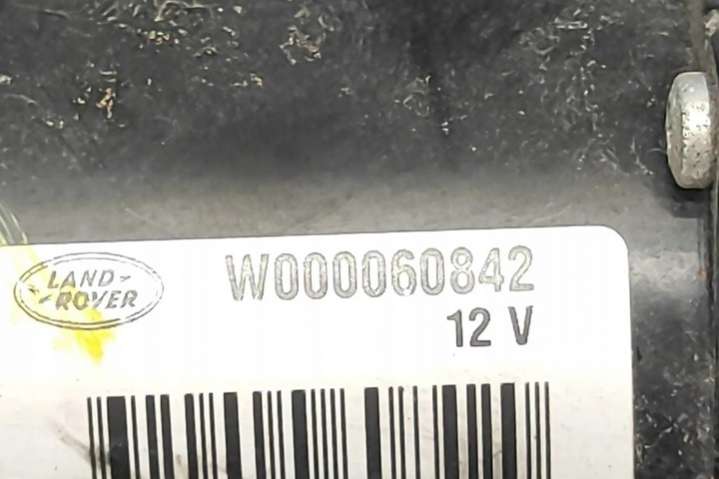 LAND
ROVER
W000060842
12 V